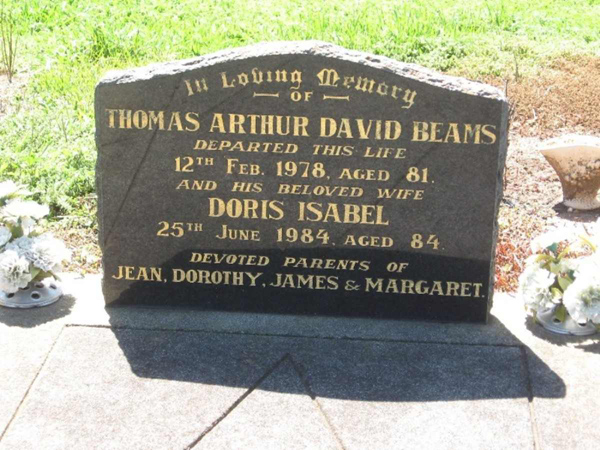 In Loving Memory
OF
THOMAS ARTHUR DAVID BEAMS
DEPARTED THIS LIFE
12TH FEB. 1978, AGED 81.
AND HIS BELOVED WIFE
DORIS ISABEL
25TH JUNE 1984, AGED 84.
DEVOTED PARENTS OF
JEAN, DOROTHY, JAMES & MARGARET.